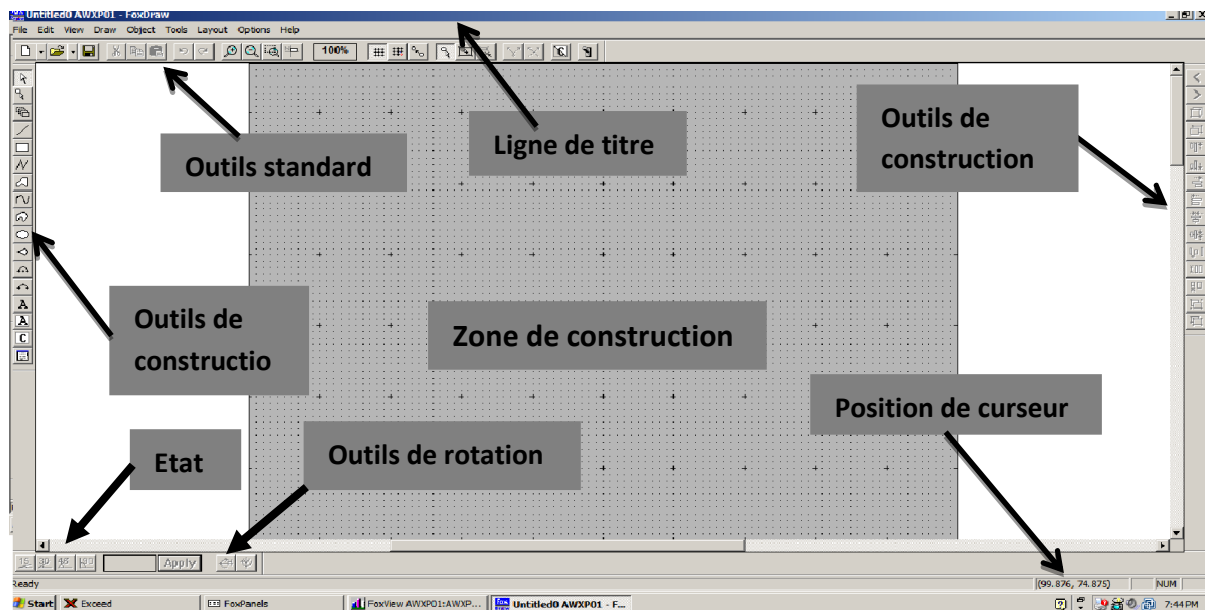 Untitled0 AWXP01 - FoxDraw
File Edit View Draw Object Tools Layout Options Help
100%
Outils standard
Ligne de titre
Outils de
construction
Outils de
constructio
Zone de construction
Position de curseur
Etat
Outils de rotation
A
A
C
Apply
Ready
(99.876, 74.875)
NUM
Start
Exceed
FoxPanels
FoxView AWXP01:AWXP...
Untitled0 AWXP01 - F...
7:44 PM